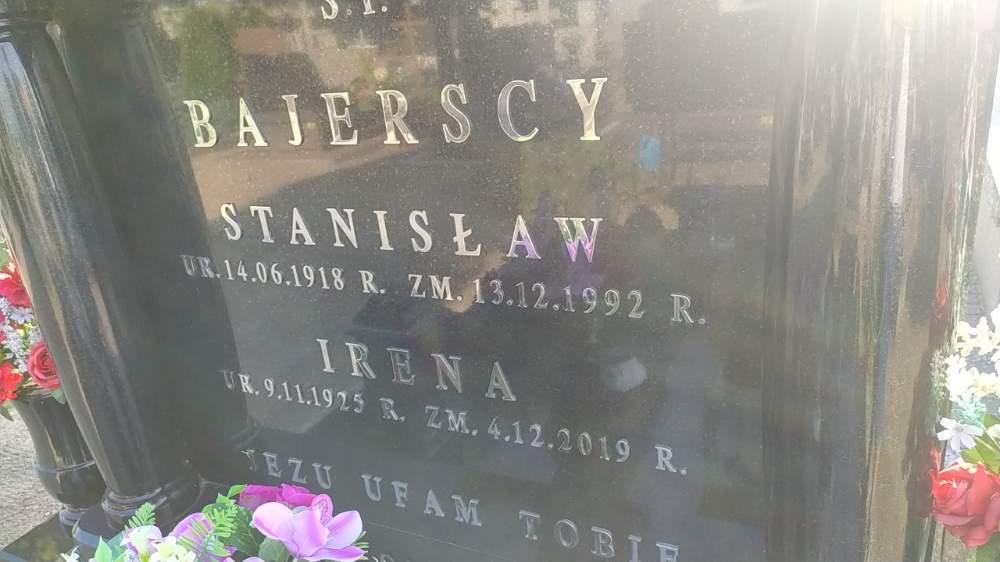 Ś.P.
BAJERSCY
STANISŁAW
UR. 14.06.1918 R. ZM. 13.12.1992 R.
IRENA
UR. 9.11.1925 R. ZM. 4.12.2019 R.
JEZU UFAM TOBIE